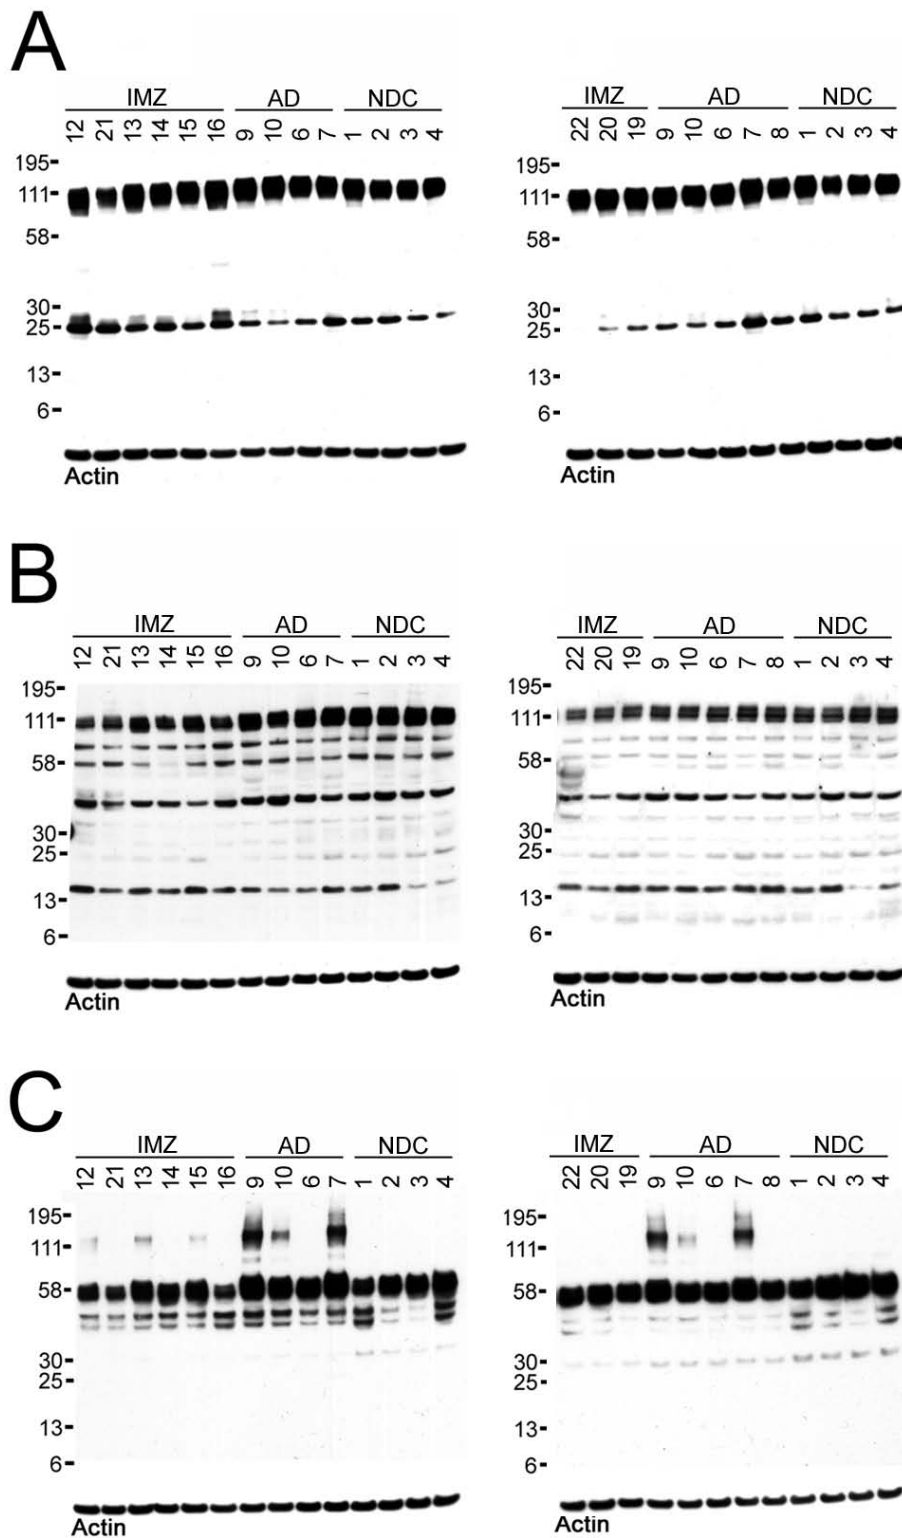 A
IMZ AD NDC IMZ AD NDC
12 21 13 14 15 16 9 10 6 7 1 2 3 4 22 20 19 9 10 6 7 8 1 2 3 4
195- 195-
111- 111-
58- 58-
30- 30-
25- 25-
13- 13-
6- 6-
Actin Actin
B
IMZ AD NDC IMZ AD NDC
12 21 13 14 15 16 9 10 6 7 1 2 3 4 22 20 19 9 10 6 7 8 1 2 3 4
195- 195-
111- 111-
58- 58-
30- 30-
25- 25-
13- 13-
6- 6-
Actin Actin
C
IMZ AD NDC IMZ AD NDC
12 21 13 14 15 16 9 10 6 7 1 2 3 4 22 20 19 9 10 6 7 8 1 2 3 4
195- 195-
111- 111-
58- 58-
30- 30-
25- 25-
13- 13-
6- 6-
Actin Actin